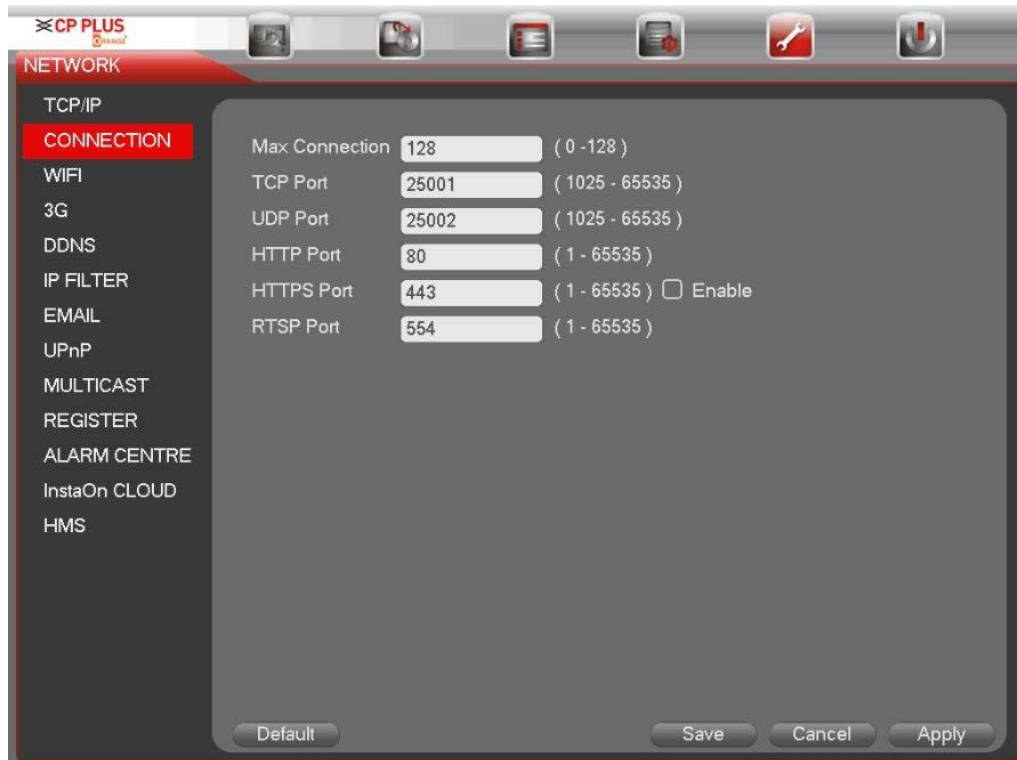 CP PLUS
ORANGE
NETWORK
TCP/IP
CONNECTION
WIFI
3G
DDNS
IP FILTER
EMAIL
UPnP
MULTICAST
REGISTER
ALARM CENTRE
InstaOn CLOUD
HMS
Max Connection 128 ( 0 -128 )
TCP Port 25001 ( 1025 - 65535 )
UDP Port 25002 ( 1025 - 65535 )
HTTP Port 80 ( 1 - 65535 )
HTTPS Port 443 ( 1 - 65535 ) Enable
RTSP Port 554 ( 1 - 65535 )
Default Save Cancel Apply